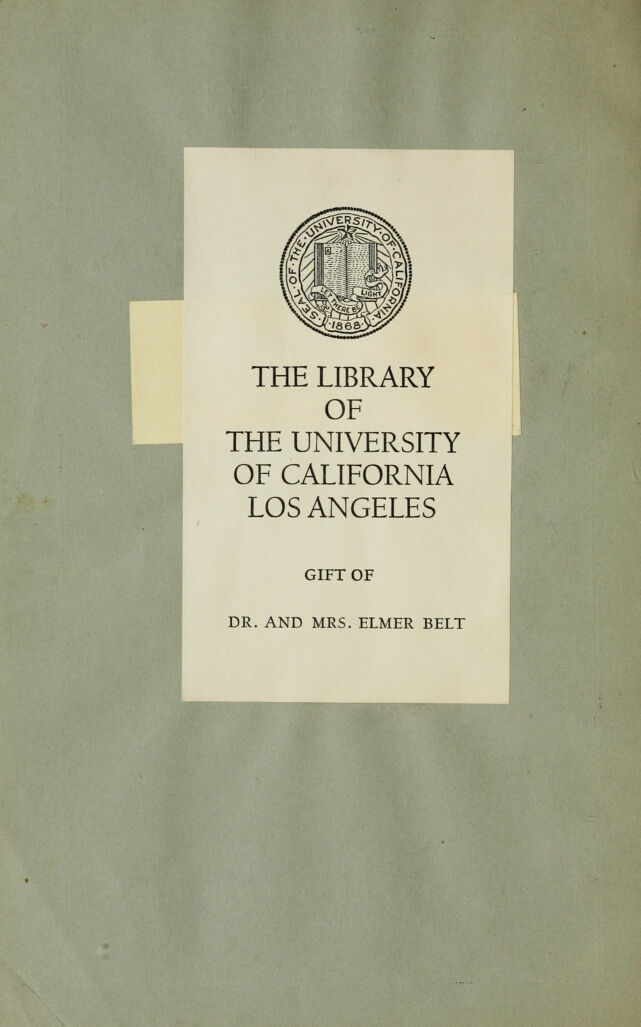 SEAL·OF·THE·UNIVERSITY·OF·CALIFORNIA·
LET THERE BE LIGHT
·1868·
THE LIBRARY
OF
THE UNIVERSITY
OF CALIFORNIA
LOS ANGELES
GIFT OF
DR. AND MRS. ELMER BELT